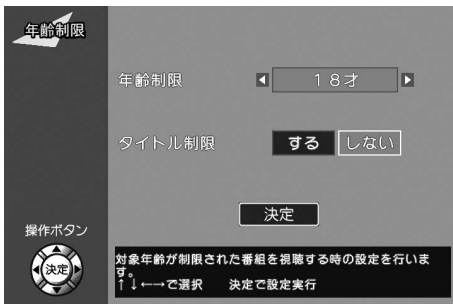 年齢制限
年齢制限 18才
タイトル制限 する しない
決定
操作ボタン
決定
対象年齢が制限された番組を視聴する時の設定を行いま
す。
↑↓←→で選択 決定で設定実行